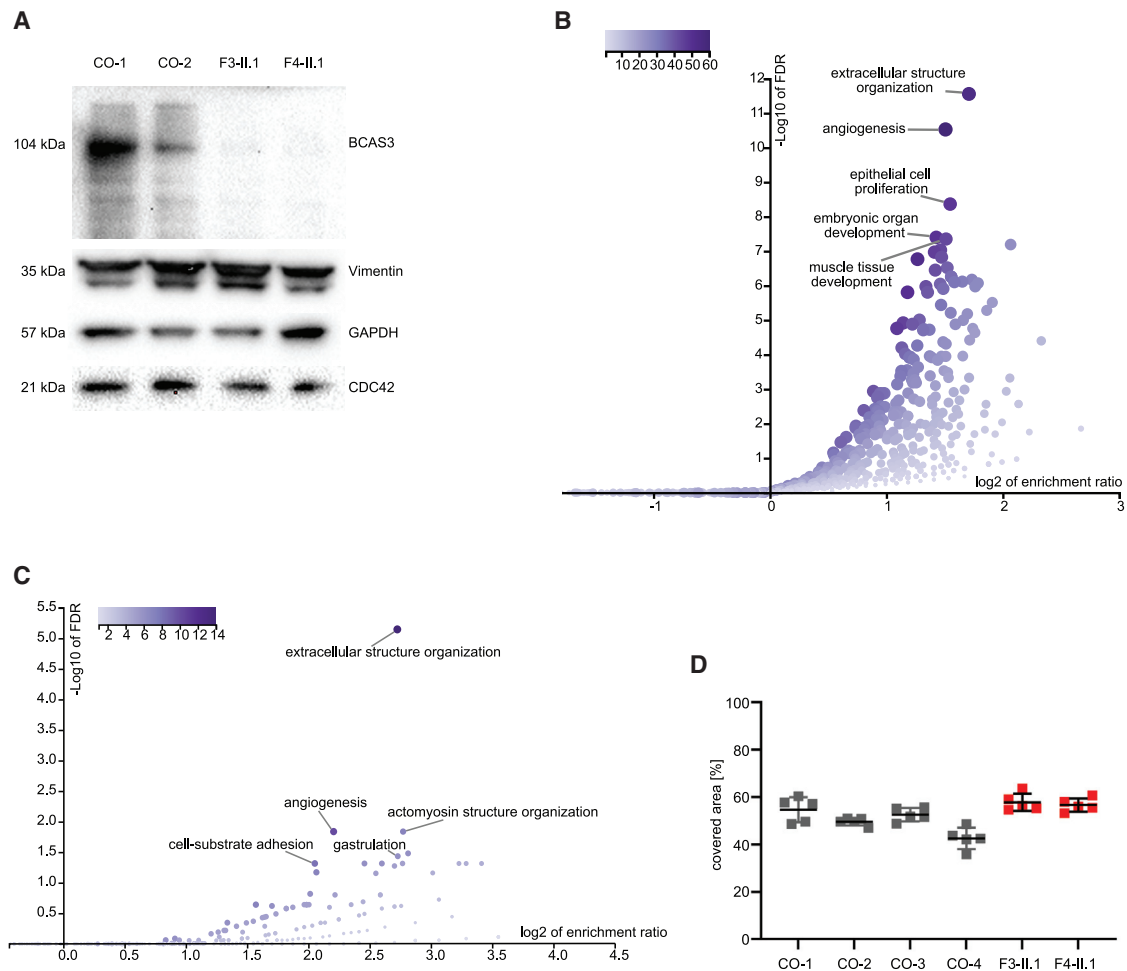 A
CO-1 CO-2 F3-II.1 F4-II.1
104 kDa BCAS3
35 kDa Vimentin
57 kDa GAPDH
21 kDa CDC42
B
10 20 30 40 50 60
-Log10 of FDR
12
11
10
9
8
7
6
5
4
3
2
1
extracellular structure
organization
angiogenesis
epithelial cell
proliferation
embryonic organ
development
muscle tissue
development
log2 of enrichment ratio
-1 0 1 2 3
C
2 4 6 8 10 12 14
-Log10 of FDR
5.5
5.0
4.5
4.0
3.5
3.0
2.5
2.0
1.5
1.0
0.5
extracellular structure organization
angiogenesis
actomyosin structure organization
cell-substrate adhesion
gastrulation
log2 of enrichment ratio
0.0 0.5 1.0 1.5 2.0 2.5 3.0 3.5 4.0 4.5
D
covered area [%]
100
80
60
40
20
0
CO-1 CO-2 CO-3 CO-4 F3-II.1 F4-II.1